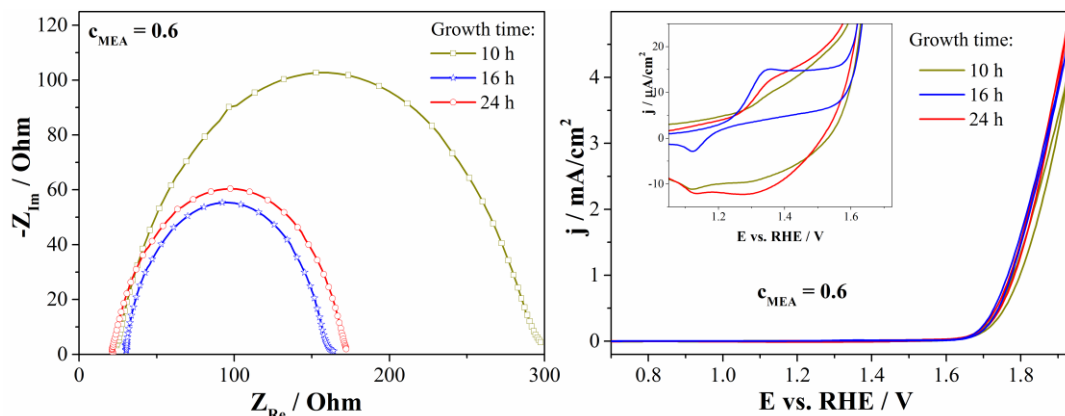 120
100
80
60
40
20
0
-Z_Im / Ohm
c_MEA = 0.6
Growth time:
10 h
16 h
24 h
0
100
200
300
Z_Re / Ohm
4
3
2
1
0
j / mA/cm²
20
10
0
-10
j / µA/cm²
1.2
1.4
1.6
E vs. RHE / V
Growth time:
10 h
16 h
24 h
c_MEA = 0.6
0.8
1.0
1.2
1.4
1.6
1.8
E vs. RHE / V